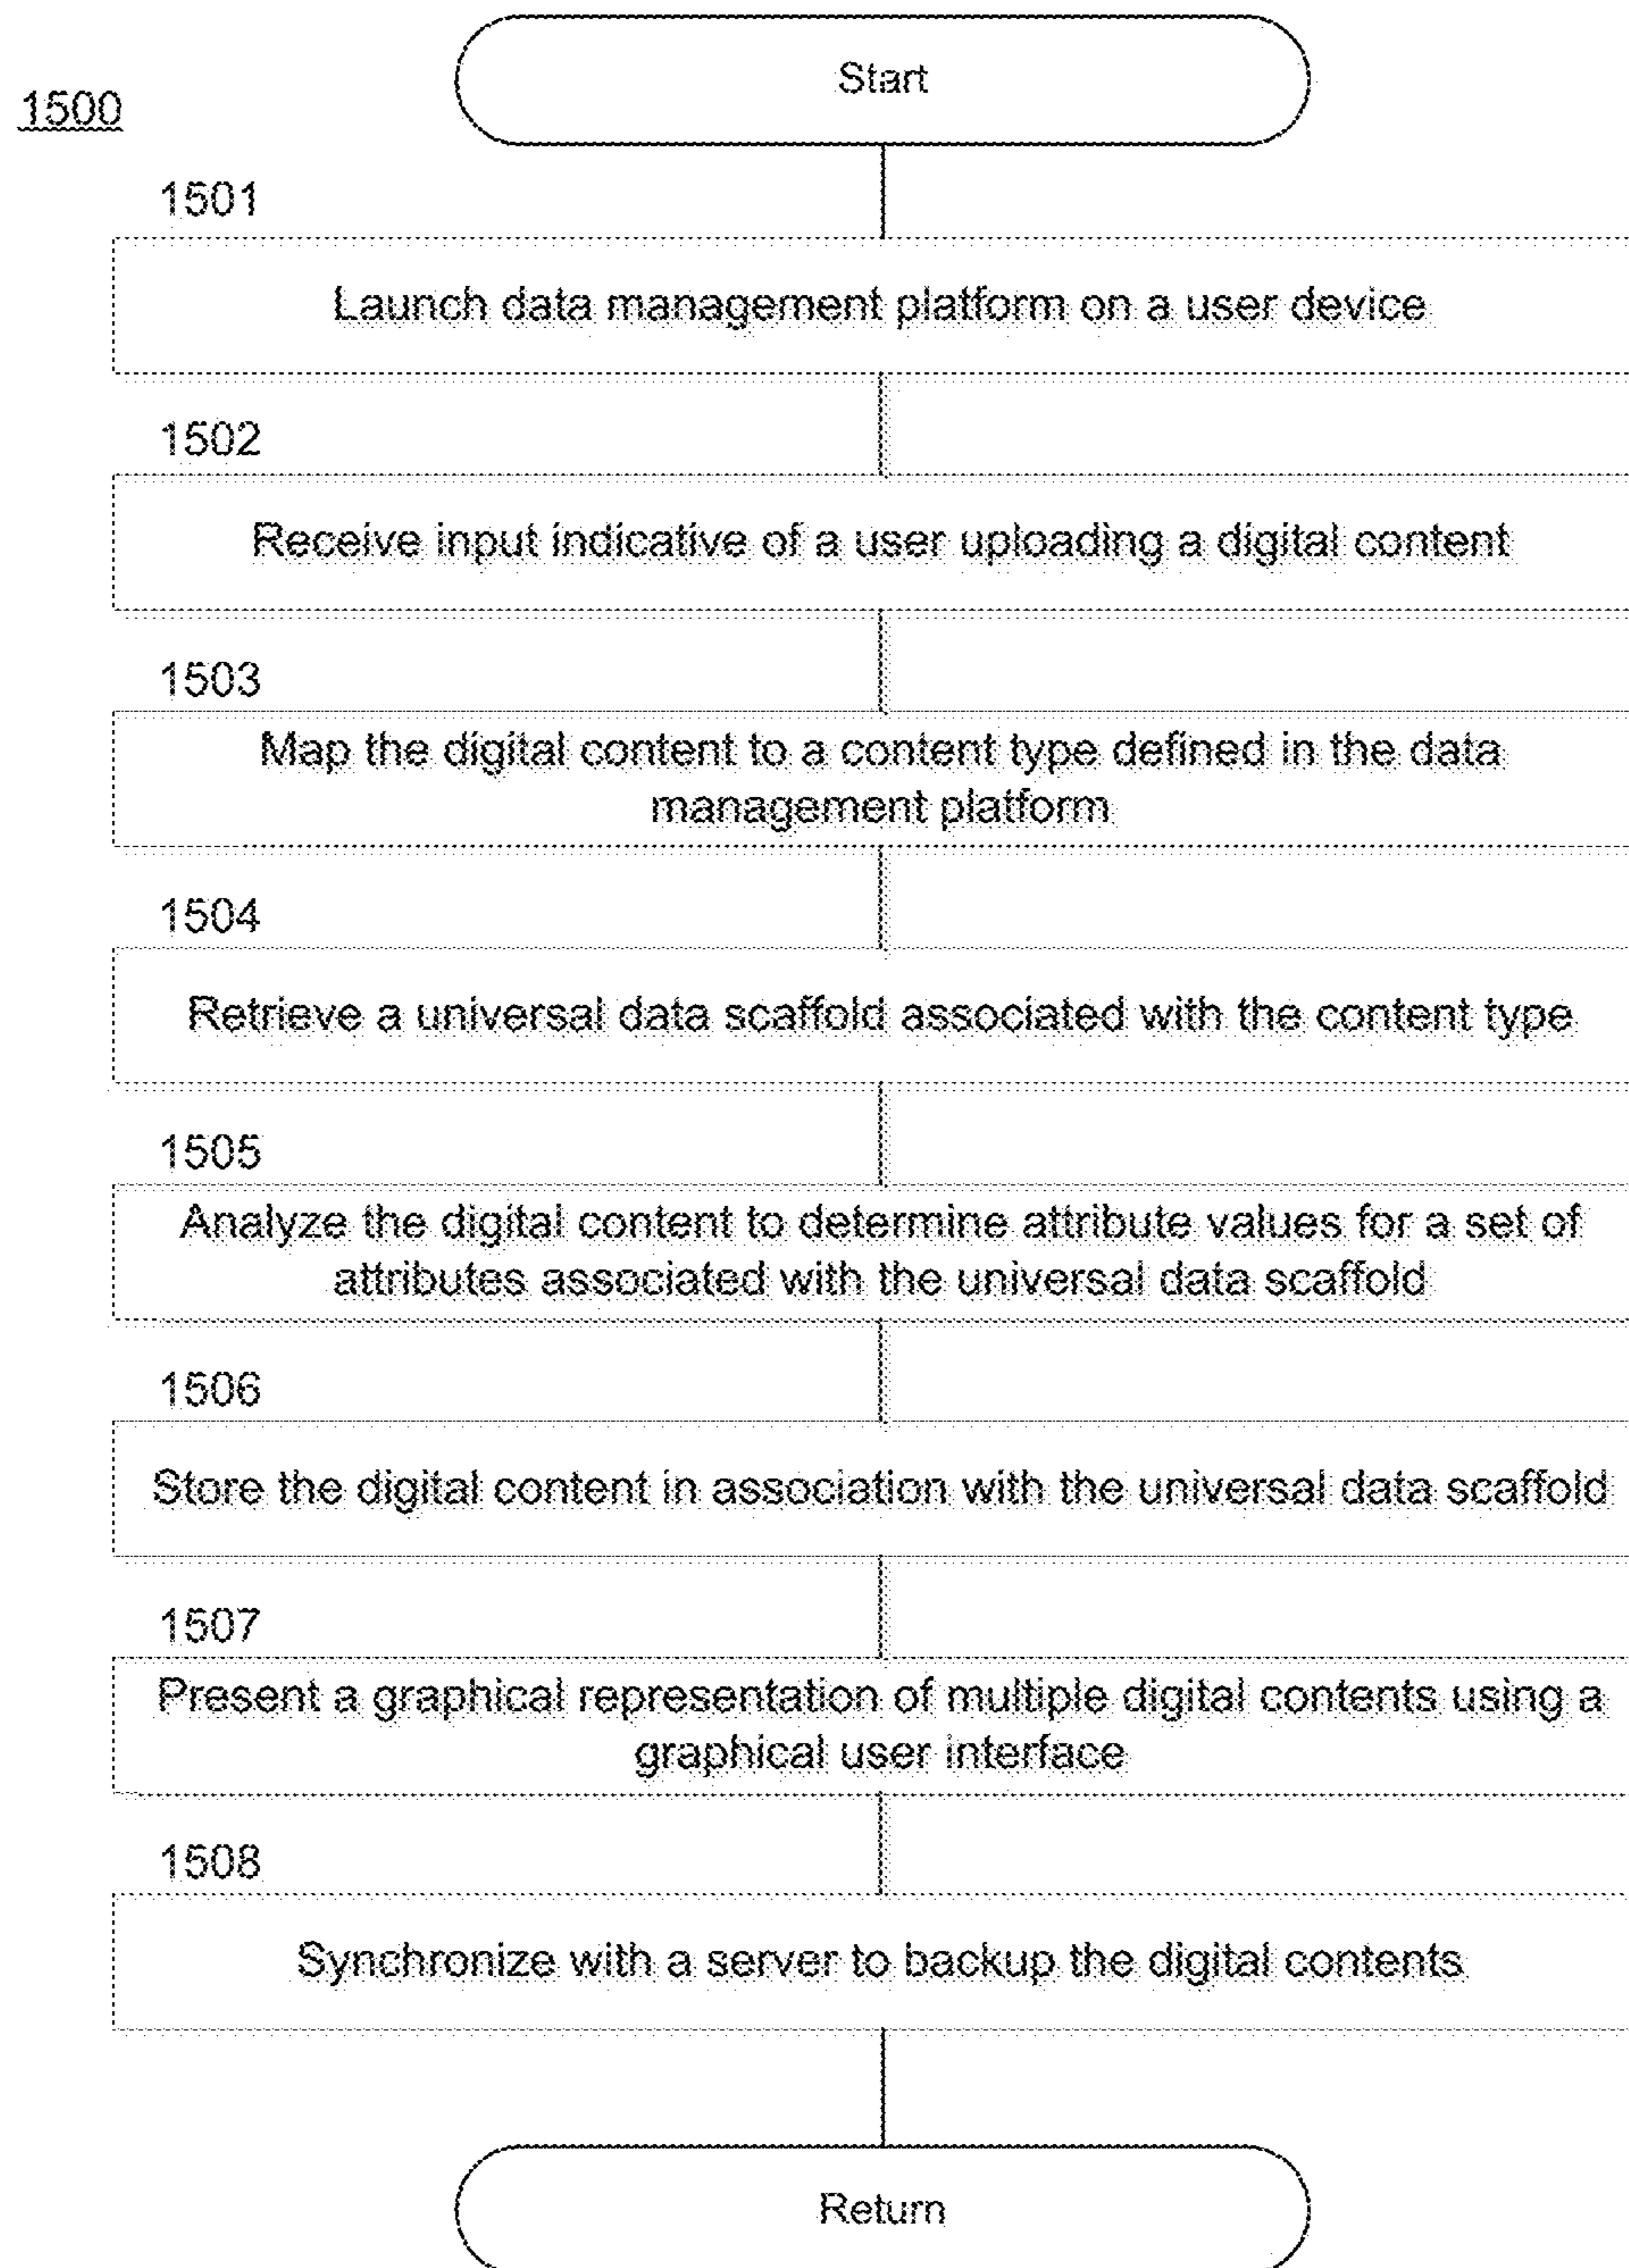 Start
1500
1501
Launch data management platform on a user device
1502
Receive input indicative of a user uploading a digital content
1503
Map the digital content to a content type defined in the data
management platform
1504
Retrieve a universal data scaffold associated with the content type
1505
Analyze the digital content to determine attribute values for a set of
attributes associated with the universal data scaffold
1506
Store the digital content in association with the universal data scaffold
1507
Present a graphical representation of multiple digital contents using a
graphical user interface
1508
Synchronize with a server to backup the digital contents
Return